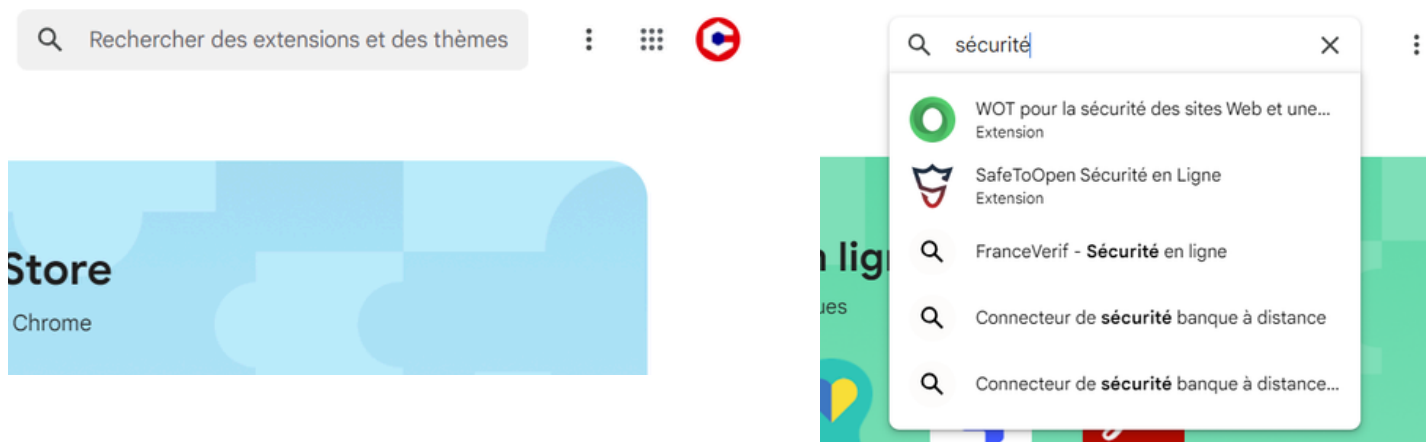 Rechercher des extensions et des thèmes
Store
Chrome
sécurité
WOT pour la sécurité des sites Web et une...
Extension
SafeToOpen Sécurité en Ligne
Extension
FranceVerif - Sécurité en ligne
Connecteur de sécurité banque à distance
Connecteur de sécurité banque à distance...
n lig
ues